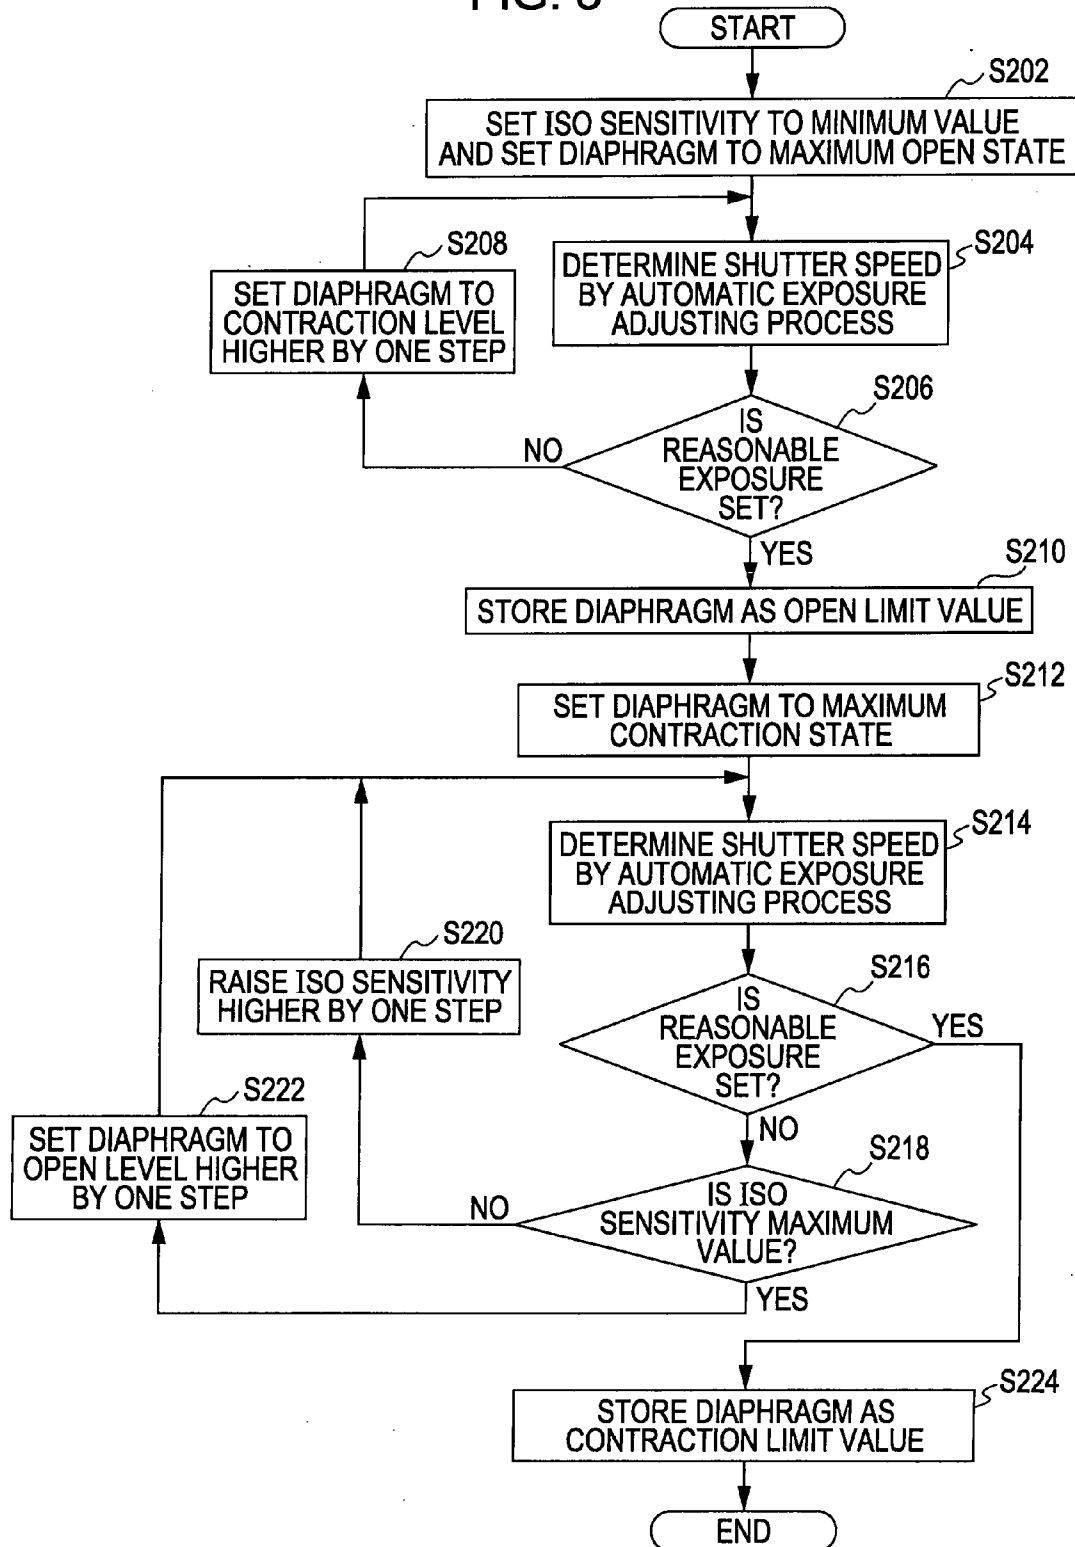 START
S202
SET ISO SENSITIVITY TO MINIMUM VALUE
AND SET DIAPHRAGM TO MAXIMUM OPEN STATE
S208
SET DIAPHRAGM TO
CONTRACTION LEVEL
HIGHER BY ONE STEP
S204
DETERMINE SHUTTER SPEED
BY AUTOMATIC EXPOSURE
ADJUSTING PROCESS
S206
IS
REASONABLE
EXPOSURE
SET?
NO
YES
S210
STORE DIAPHRAGM AS OPEN LIMIT VALUE
S212
SET DIAPHRAGM TO MAXIMUM
CONTRACTION STATE
S214
DETERMINE SHUTTER SPEED
BY AUTOMATIC EXPOSURE
ADJUSTING PROCESS
S220
RAISE ISO SENSITIVITY
HIGHER BY ONE STEP
S216
IS
REASONABLE
EXPOSURE
SET?
YES
NO
S222
SET DIAPHRAGM TO
OPEN LEVEL HIGHER
BY ONE STEP
S218
IS ISO
SENSITIVITY MAXIMUM
VALUE?
NO
YES
S224
STORE DIAPHRAGM AS
CONTRACTION LIMIT VALUE
END